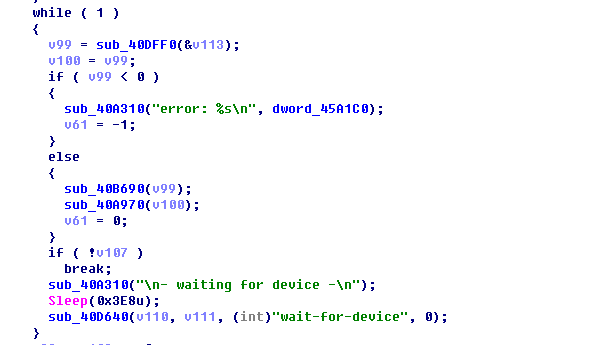 while ( 1 )
{
v99 = sub_40DFF0(&v113);
v100 = v99;
if ( v99 < 0 )
{
sub_40A310("error: %s\n", dword_45A1C0);
v61 = -1;
}
else
{
sub_40B690(v99);
sub_40A970(v100);
v61 = 0;
}
if ( !v107 )
break;
sub_40A310("\n- waiting for device -\n");
Sleep(0x3E8u);
sub_40D640(v110, v111, (int)"wait-for-device", 0);
}